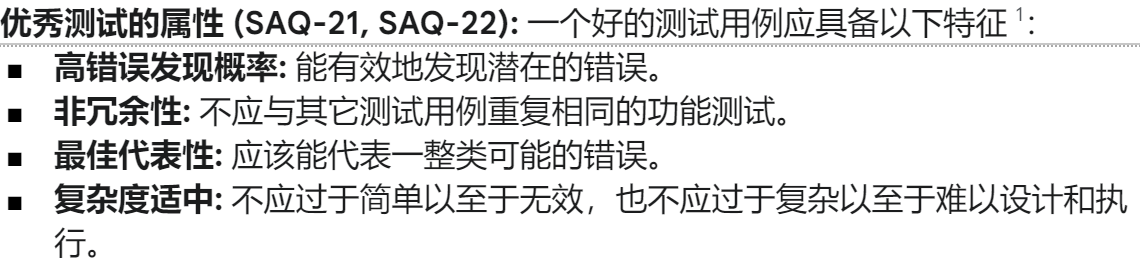 优秀测试的属性 (SAQ-21, SAQ-22): 一个好的测试用例应具备以下特征 1:
■ 高错误发现概率: 能有效地发现潜在的错误。
■ 非冗余性: 不应与其它测试用例重复相同的功能测试。
■ 最佳代表性: 应该能代表一整类可能的错误。
■ 复杂度适中: 不应过于简单以至于无效，也不应过于复杂以至于难以设计和执
行。